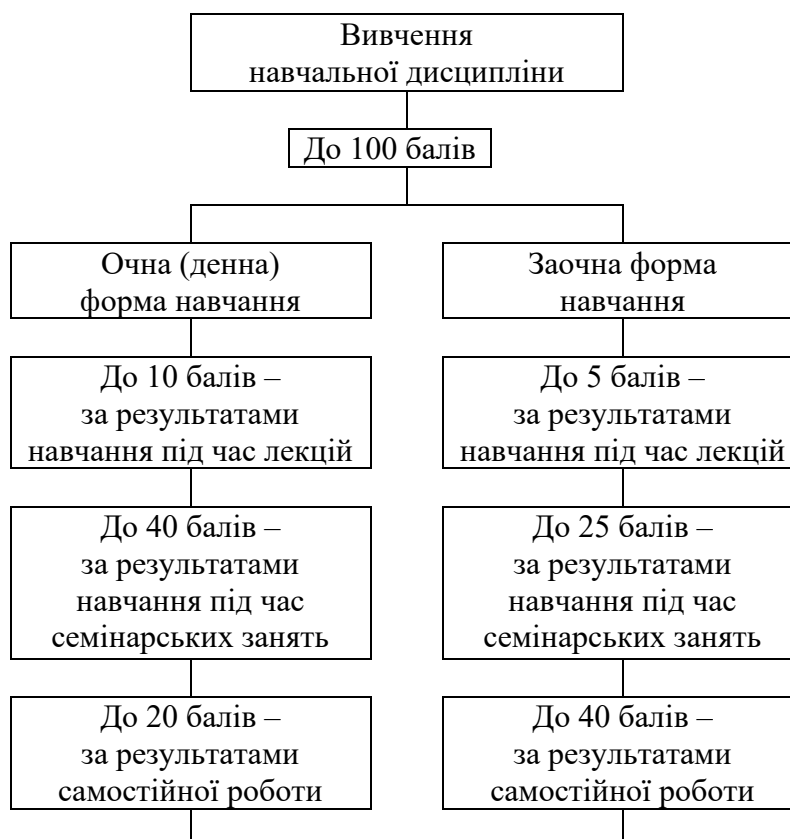 Вивчення
навчальної дисципліни
До 100 балів
Очна (денна)
форма навчання
Заочна форма
навчання
До 10 балів –
за результатами
навчання під час лекцій
До 5 балів –
за результатами
навчання під час лекцій
До 40 балів –
за результатами
навчання під час
семінарських занять
До 25 балів –
за результатами
навчання під час
семінарських занять
До 20 балів –
за результатами
самостійної роботи
До 40 балів –
за результатами
самостійної роботи